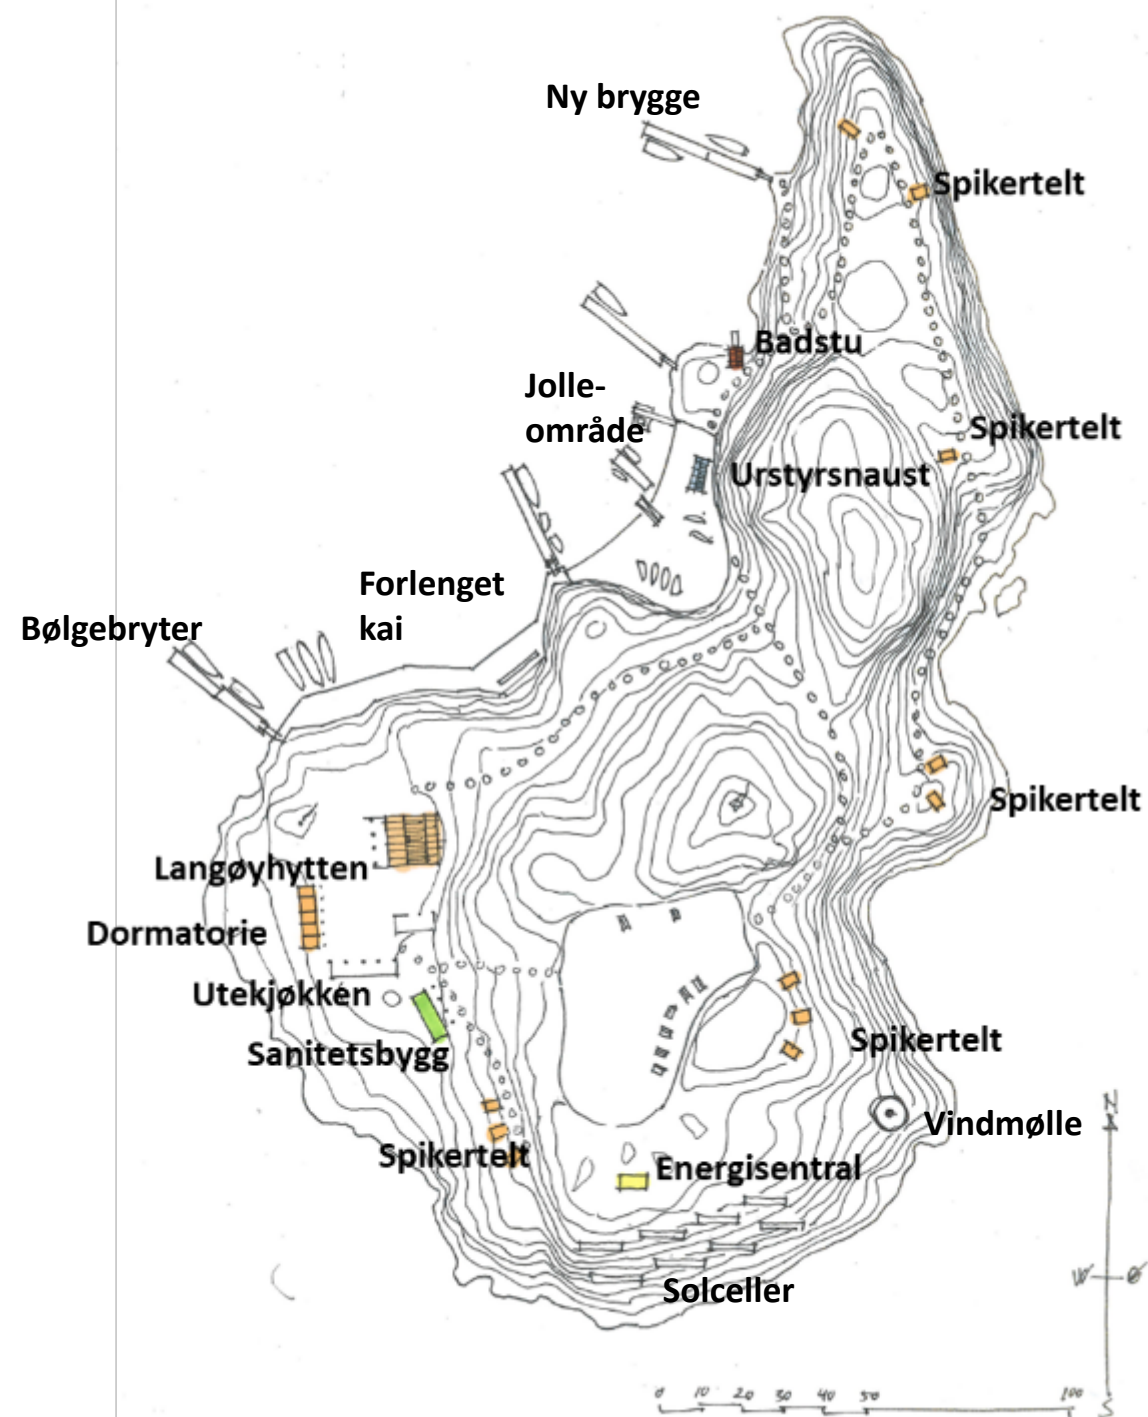 Ny brygge
Spikertelt
Badstu
Jolle-
område
Spikertelt
Urstyrsnaust
Forlenget
kai
Bølgebryter
Spikertelt
Langøyhytten
Dormatorie
Utekjøkken
Sanitetsbygg
Spikertelt
Vindmølle
Spikertelt
Energisentral
Solceller
N
W Ø
S
0 10 20 30 40 50 100